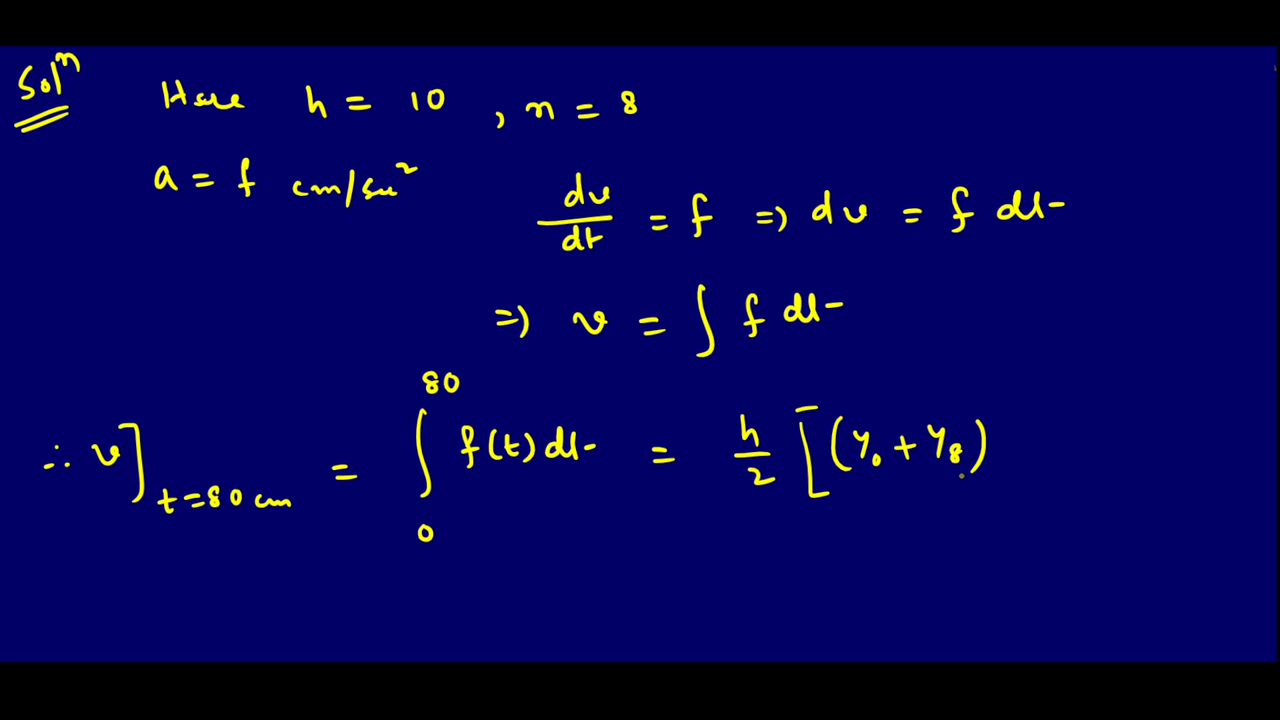 Solⁿ Here h = 10 , n = 8
a = f cm/sec²
dv/dt = f ⇒ dv = f dt
⇒ v = ∫ f dt
∴ v]ₜ₌₈₀ cm = ∫₀⁸⁰ f(t) dt = h/2 [(y₀ + y₈)